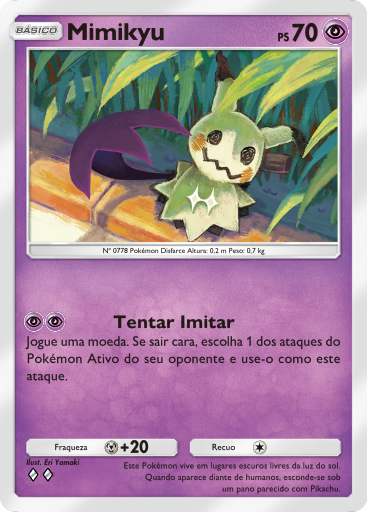 BÁSICO Mimikyu PS 70
Nº 0778 Pokémon Disfarce Altura: 0,2 m Peso: 0,7 kg
Tentar Imitar
Jogue uma moeda. Se sair cara, escolha 1 dos ataques do
Pokémon Ativo do seu oponente e use-o como este
ataque.
Fraqueza +20 Recuo
Ilust. Eri Yamaki
Este Pokémon vive em lugares escuros livres da luz do sol.
Quando aparece diante de humanos, esconde-se sob
um pano parecido com Pikachu.